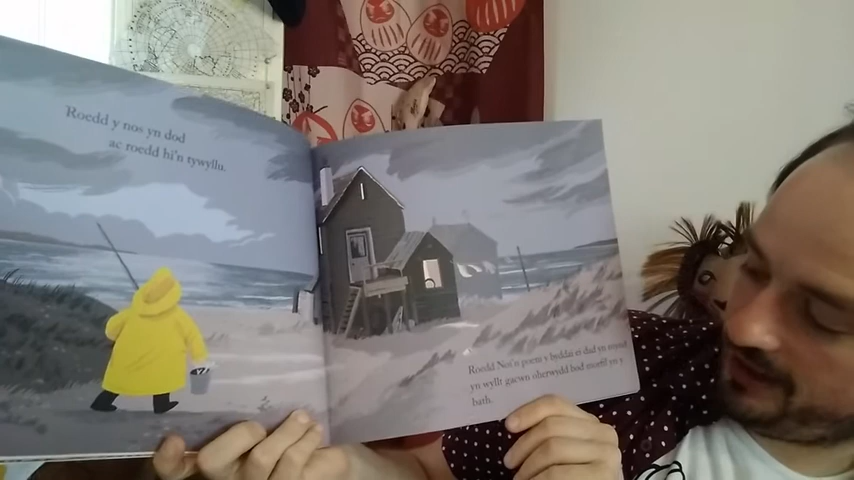 Roedd y nos yn dod
ac roedd hi'n tywyllu.
Roedd Noi'n poeni y byddai ei dad yn mynd
yn wyllt gacwn oherwydd bod morfil yn y
bath.